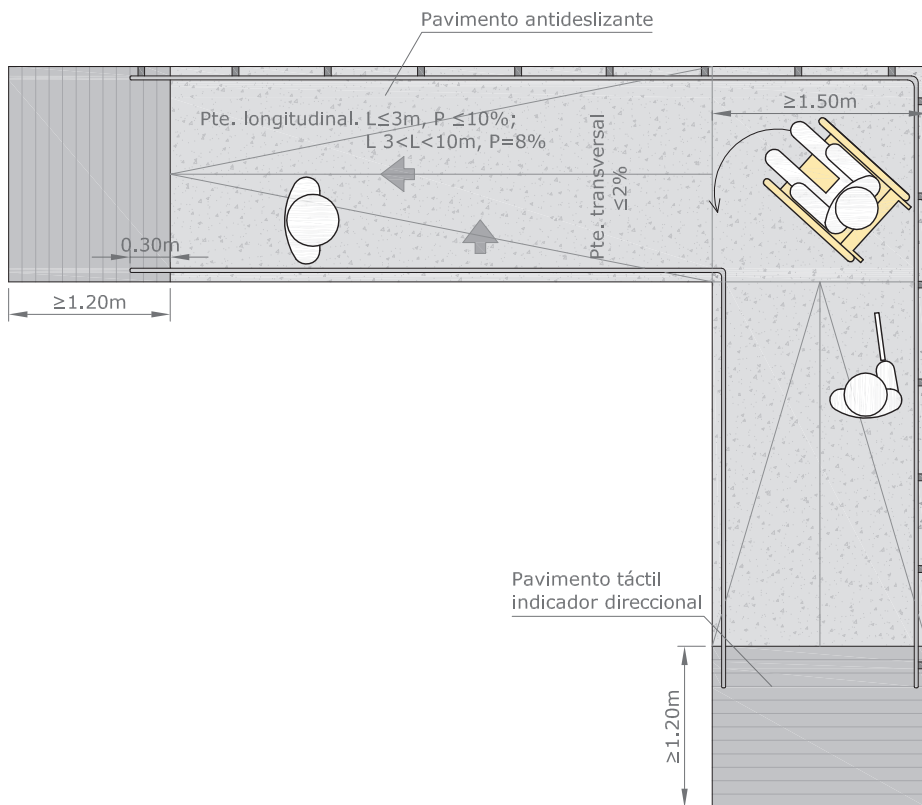 Pavimento antideslizante
≥1.50m
Pte. longitudinal. L≤3m, P ≤10%;
L 3<L<10m, P=8%
Pte. transversal
≤2%
0.30m
≥1.20m
Pavimento táctil
indicador direccional
≥1.20m